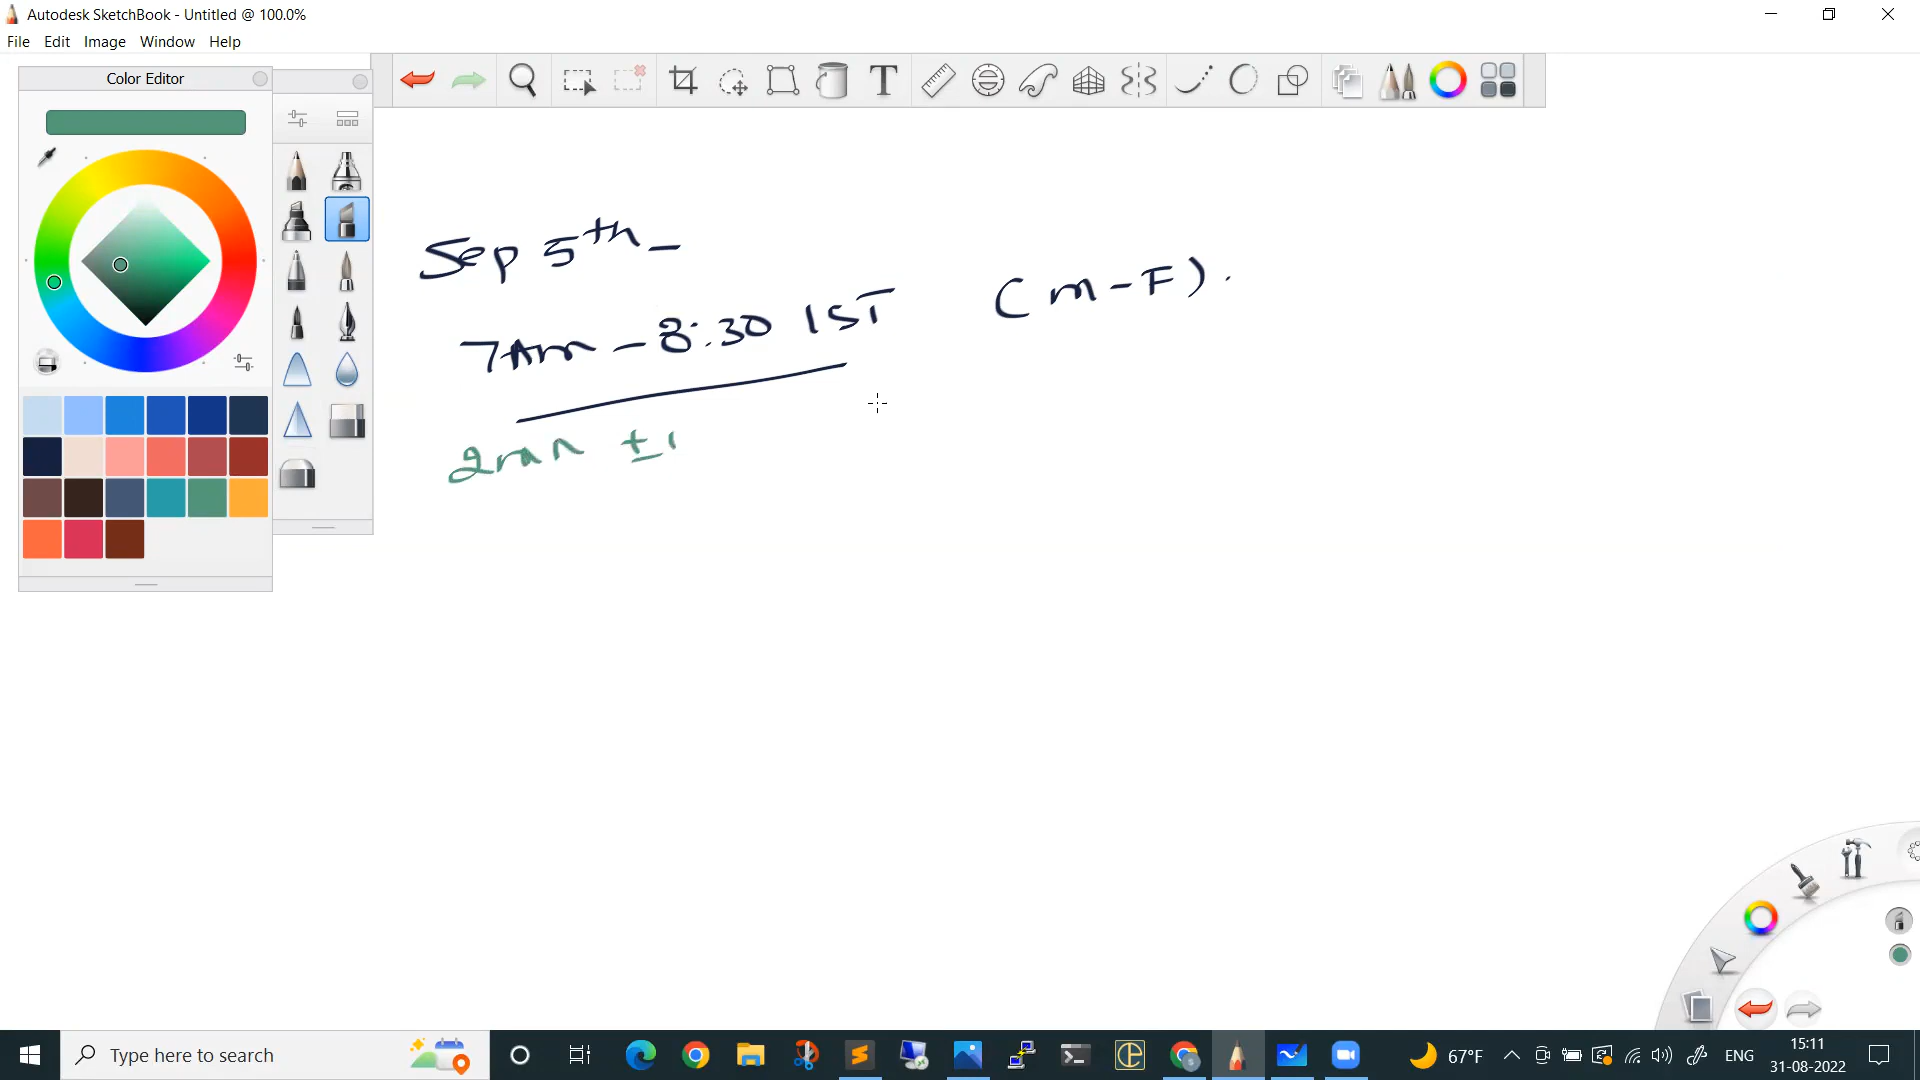 Autodesk SketchBook - Untitled @ 100.0%
File Edit Image Window Help
Color Editor
T
Sep 5th -
7Am - 8:30 IST (m-F).
± 1
Type here to search
67°F
ENG
15:11
31-08-2022